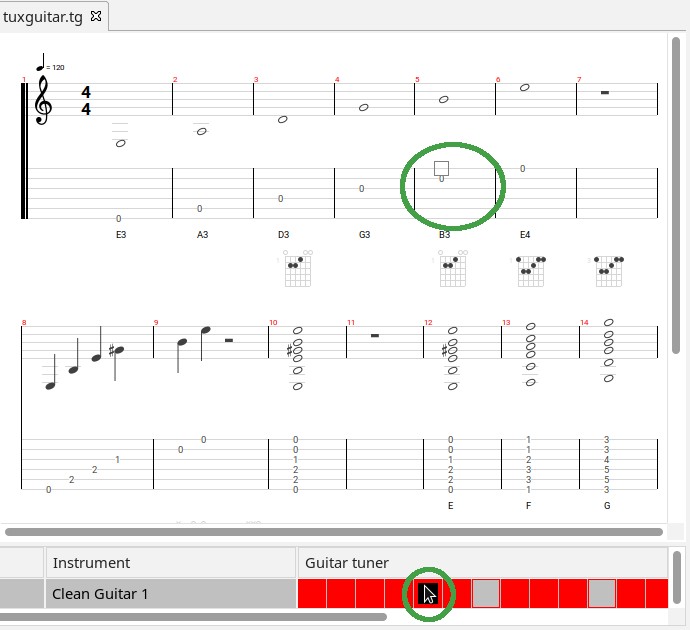 tuxguitar.tg
= 120
1 2 3 4 5 6 7
4
4
0 0 0 0 0 0
E3 A3 D3 G3 B3 E4
8 9 10 11 12 13 14
0 2 2 1 0 0
0 0 1 3
0 0 1 3
1 1 2 4
2 2 3 5
2 2 3 5
0 0 1 3
E F G
Instrument Guitar tuner
Clean Guitar 1